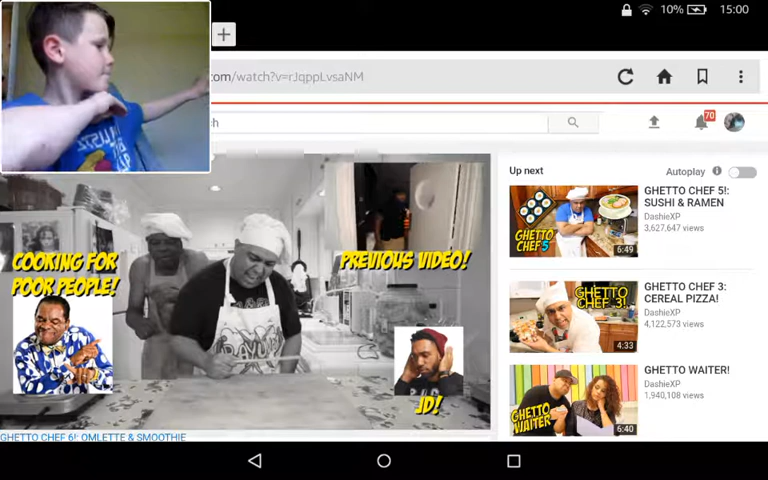 10% 15:00
com/watch?v=rJqppLvsaNM
ch
70
COOKING FOR
POOR PEOPLE!
PREVIOUS VIDEO!
JD!
GHETTO CHEF 6!: OMLETTE & SMOOTHIE
Up next
Autoplay
GHETTO CHEF 5!:
SUSHI & RAMEN
DashieXP
3,627,647 views
GHETTO
CHEF 5
6:49
GHETTO CHEF 3:
CEREAL PIZZA!
DashieXP
4,122,573 views
GHETTO
CHEF 3!
4:33
GHETTO WAITER!
DashieXP
1,940,108 views
GHETTO
WAITER
6:40